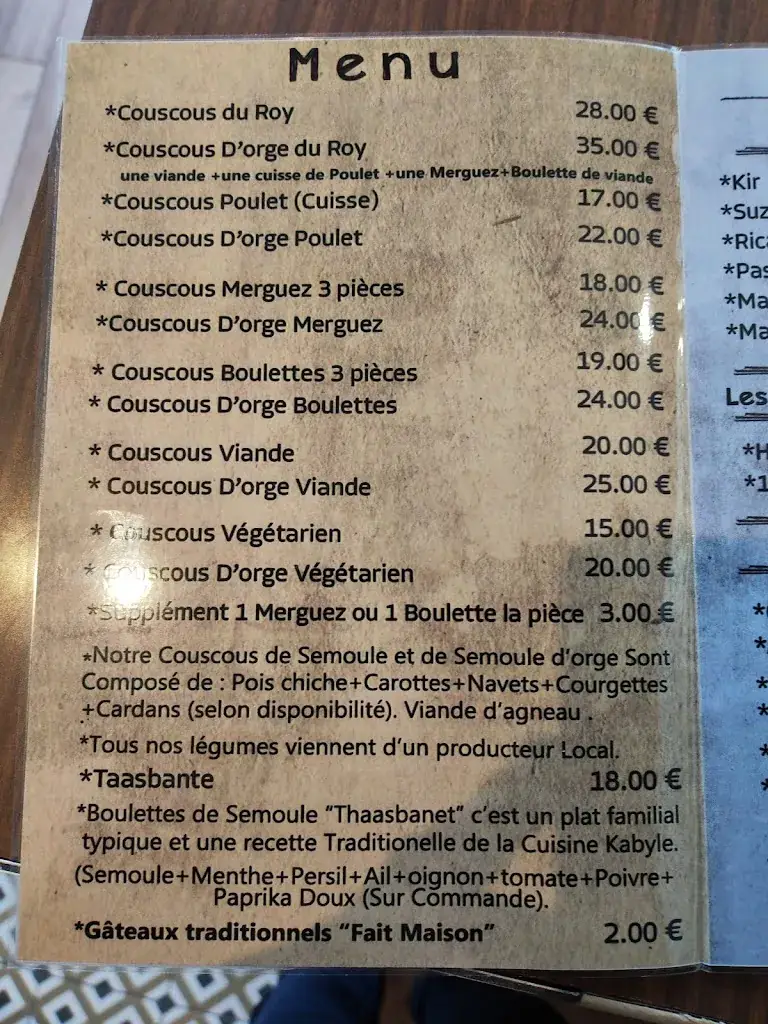 Menu
*Couscous du Roy 28.00 €
*Couscous D'orge du Roy 35.00 €
une viande +une cuisse de Poulet +une Merguez+Boulette de viande
*Couscous Poulet (Cuisse) 17.00 €
*Couscous D'orge Poulet 22.00 €
* Couscous Merguez 3 pièces 18.00 €
*Couscous D'orge Merguez 24.00 €
* Couscous Boulettes 3 pièces 19.00 €
* Couscous D'orge Boulettes 24.00 €
* Couscous Viande 20.00 €
* Couscous D'orge Viande 25.00 €
* Couscous Végétarien 15.00 €
* Couscous D'orge Végétarien 20.00 €
*Supplément 1 Merguez ou 1 Boulette la pièce 3.00 €
*Notre Couscous de Semoule et de Semoule d'orge Sont
Composé de : Pois chiche+Carottes+Navets+Courgettes
+Cardans (selon disponibilité). Viande d'agneau .
*Tous nos légumes viennent d'un producteur Local.
*Taasbante 18.00 €
*Boulettes de Semoule "Thaasbanet" c'est un plat familial
typique et une recette Traditionelle de la Cuisine Kabyle.
(Semoule+Menthe+Persil+Ail+oignon+tomate+Poivre+
Paprika Doux (Sur Commande).
*Gâteaux traditionnels "Fait Maison" 2.00 €
*Kir
Les